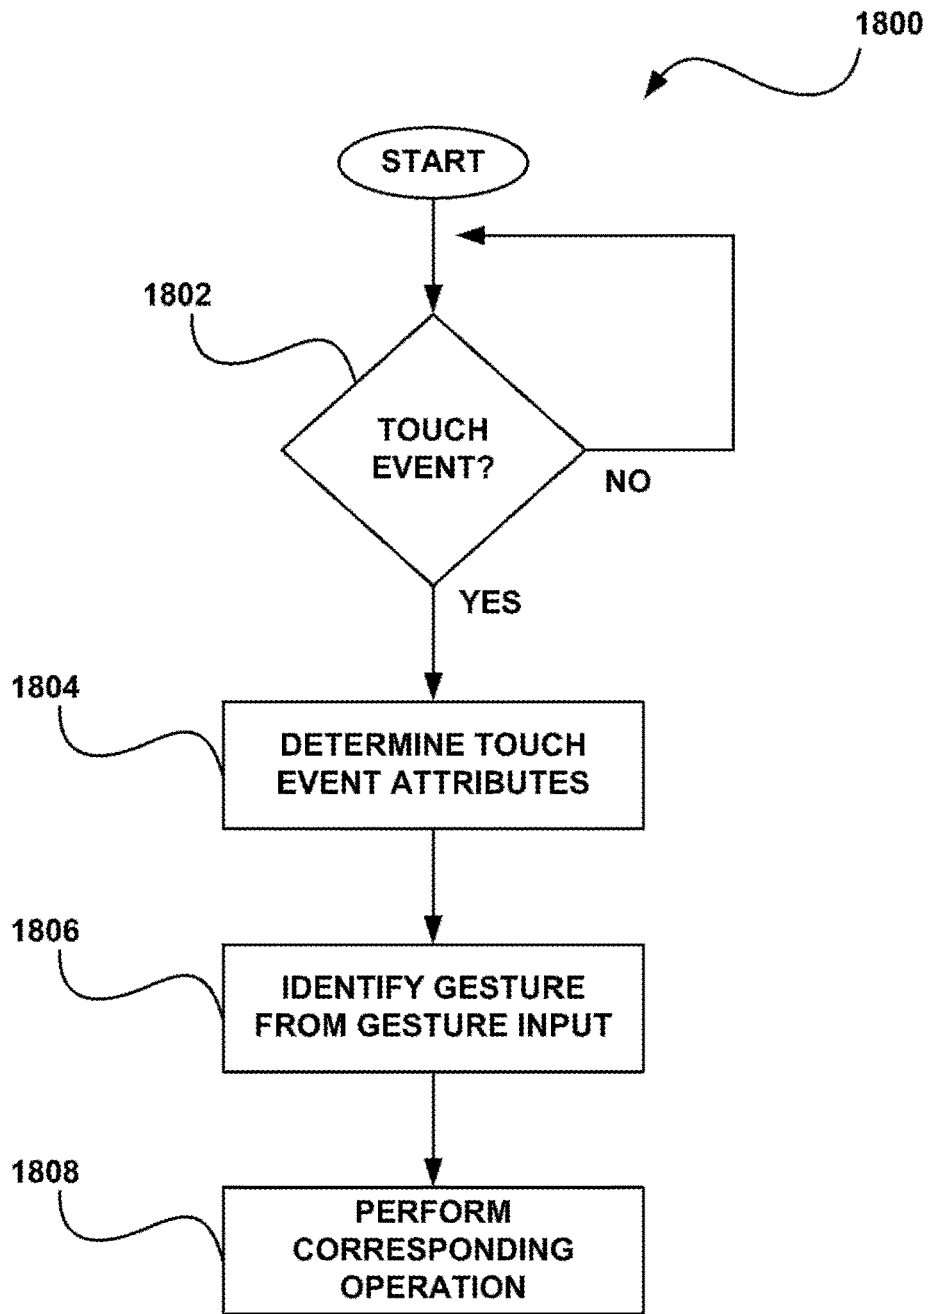 1800
START
1802
TOUCH
EVENT?
NO
YES
1804
DETERMINE TOUCH
EVENT ATTRIBUTES
1806
IDENTIFY GESTURE
FROM GESTURE INPUT
1808
PERFORM
CORRESPONDING
OPERATION